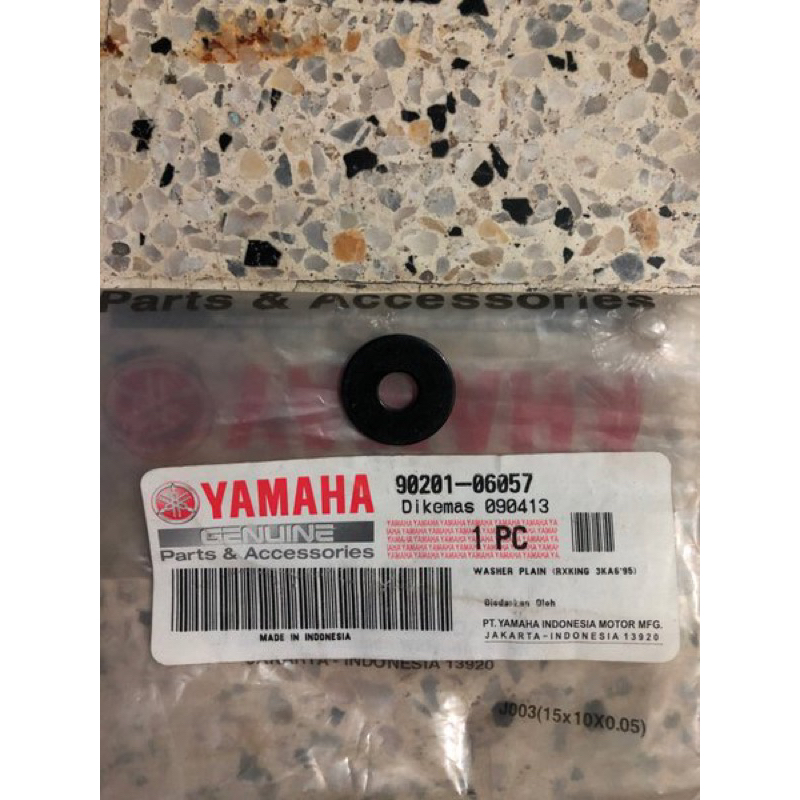 Parts & Accessories
YAMAHA
YAMAHA 90201-06057
GENUINE Dikemas 090413
Parts & Accessories 1 PC
WASHER PLAIN (RXKING 3KA6'95)
Diedarkan Oleh
PT. YAMAHA INDONESIA MOTOR MFG.
MADE IN INDONESIA JAKARTA-INDONESIA 13920
JAKARTA - INDONESIA 13920
J003(15x10X0.05)